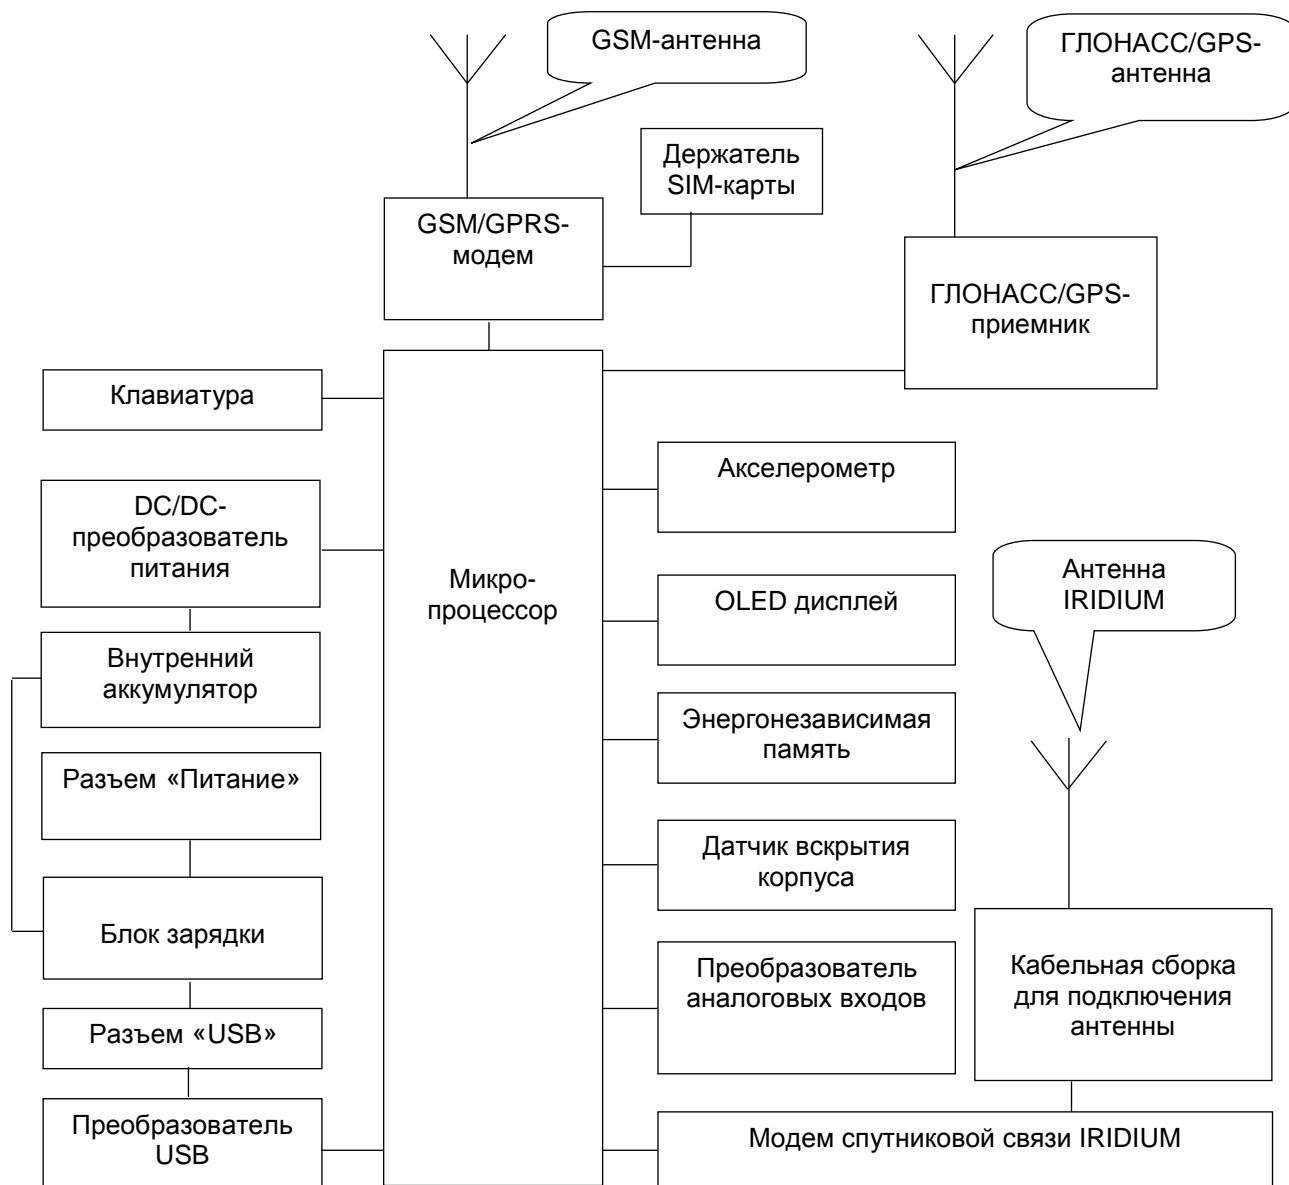 GSM-антенна
ГЛОНАСС/GPS-
антенна
Держатель
SIM-карты
GSM/GPRS-
модем
ГЛОНАСС/GPS-
приемник
Клавиатура
Акселерометр
DC/DC-
преобразователь
питания
Микро-
процессор
OLED дисплей
Антенна
IRIDIUM
Внутренний
аккумулятор
Энергонезависимая
память
Разъем «Питание»
Датчик вскрытия
корпуса
Блок зарядки
Преобразователь
аналоговых входов
Кабельная сборка
для подключения
антенны
Разъем «USB»
Преобразователь
USB
Модем спутниковой связи IRIDIUM